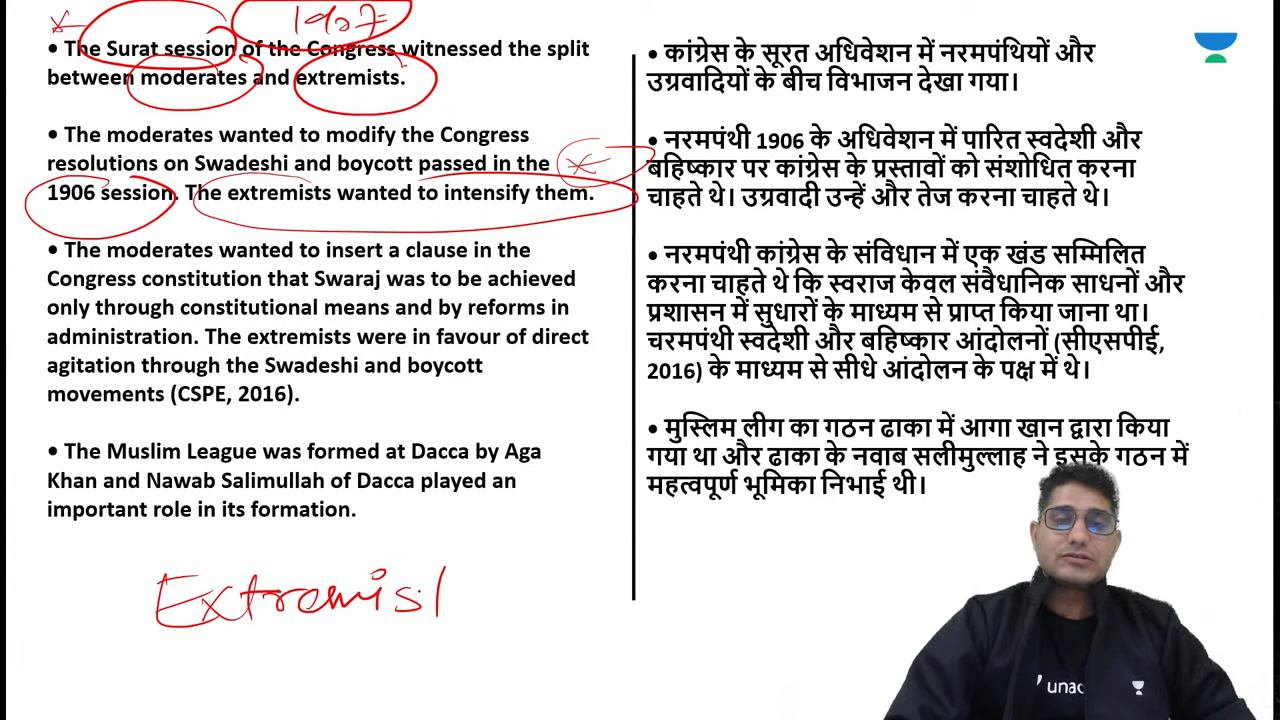 1907
• The Surat session of the Congress witnessed the split
between moderates and extremists.
• The moderates wanted to modify the Congress
resolutions on Swadeshi and boycott passed in the
1906 session. The extremists wanted to intensify them.
• The moderates wanted to insert a clause in the
Congress constitution that Swaraj was to be achieved
only through constitutional means and by reforms in
administration. The extremists were in favour of direct
agitation through the Swadeshi and boycott
movements (CSPE, 2016).
• The Muslim League was formed at Dacca by Aga
Khan and Nawab Salimullah of Dacca played an
important role in its formation.
Extremist
• कांग्रेस के सूरत अधिवेशन में नरमपंथियों और
उग्रवादियों के बीच विभाजन देखा गया।
• नरमपंथी 1906 के अधिवेशन में पारित स्वदेशी और
बहिष्कार पर कांग्रेस के प्रस्तावों को संशोधित करना
चाहते थे। उग्रवादी उन्हें और तेज करना चाहते थे।
• नरमपंथी कांग्रेस के संविधान में एक खंड सम्मिलित
करना चाहते थे कि स्वराज केवल संवैधानिक साधनों और
प्रशासन में सुधारों के माध्यम से प्राप्त किया जाना था।
चरमपंथी स्वदेशी और बहिष्कार आंदोलनों (सीएसपीई,
2016) के माध्यम से सीधे आंदोलन के पक्ष में थे।
• मुस्लिम लीग का गठन ढाका में आगा खान द्वारा किया
गया था और ढाका के नवाब सलीमुल्लाह ने इसके गठन में
महत्वपूर्ण भूमिका निभाई थी।
unac